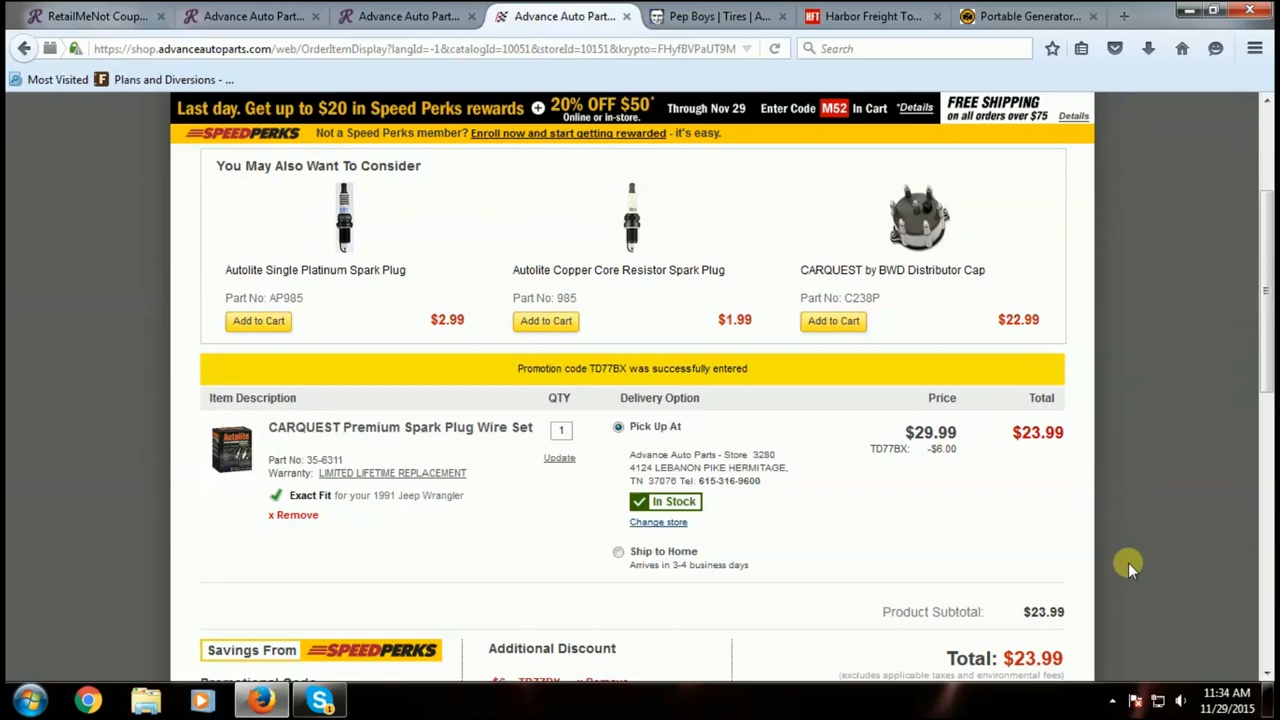 RetailMeNot Coup...
Advance Auto Part...
Advance Auto Part...
Advance Auto Part...
Pep Boys | Tires | A...
HFT
Harbor Freight To...
Portable Generator...
https://shop.advanceautoparts.com/web/OrderItemDisplay?langId=-1&catalogId=10051&storeId=10151&krypto=FHyfBVPaUT9M
Search
Most Visited
F
Plans and Diversions - ...
Last day. Get up to $20 in Speed Perks rewards
20% OFF $50*
Online or in-store.
Through Nov 29
Enter Code M52 In Cart
*Details
FREE SHIPPING
on all orders over $75
Details
SPEEDPERKS
Not a Speed Perks member? Enroll now and start getting rewarded - it's easy.
You May Also Want To Consider
Autolite Single Platinum Spark Plug
Autolite Copper Core Resistor Spark Plug
CARQUEST by BWD Distributor Cap
Part No: AP985
Part No: 985
Part No: C238P
Add to Cart
$2.99
Add to Cart
$1.99
Add to Cart
$22.99
Promotion code TD77BX was successfully entered
Item Description
QTY
Delivery Option
Price
Total
Autolite
CARQUEST Premium Spark Plug Wire Set
1
Pick Up At
$29.99
$23.99
TD77BX: -$6.00
Part No: 35-6311
Update
Warranty: LIMITED LIFETIME REPLACEMENT
Advance Auto Parts - Store 3280
4124 LEBANON PIKE HERMITAGE,
TN 37076 Tel: 615-316-9600
Exact Fit for your 1991 Jeep Wrangler
In Stock
x Remove
Change store
Ship to Home
Arrives in 3-4 business days
Product Subtotal:
$23.99
Savings From SPEEDPERKS
Additional Discount
Total: $23.99
(excludes applicable taxes and environmental fees)
11:34 AM
11/29/2015